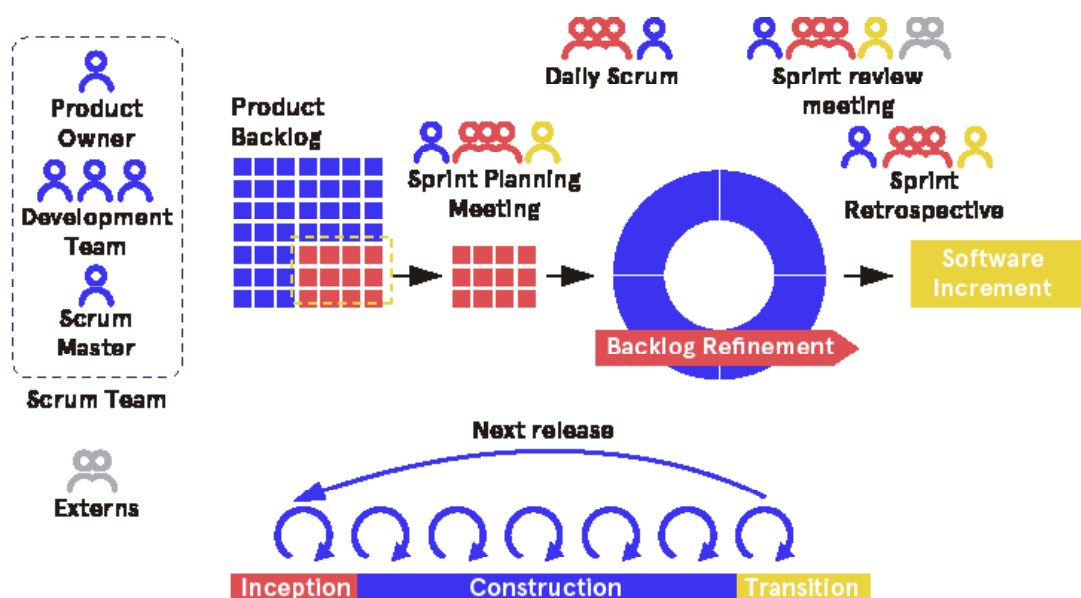 Product
Owner
Development
Team
Scrum
Master
Scrum Team
Externs
Product
Backlog
Sprint Planning
Meeting
Daily Scrum
Sprint review
meeting
Sprint
Retrospective
Backlog Refinement
Software
Increment
Next release
Inception
Construction
Transition